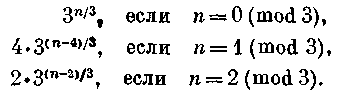 3^{n/3}, если n = 0 (mod 3),
4·3^{(n-4)/3}, если n = 1 (mod 3),
2·3^{(n-2)/3}, если n = 2 (mod 3).